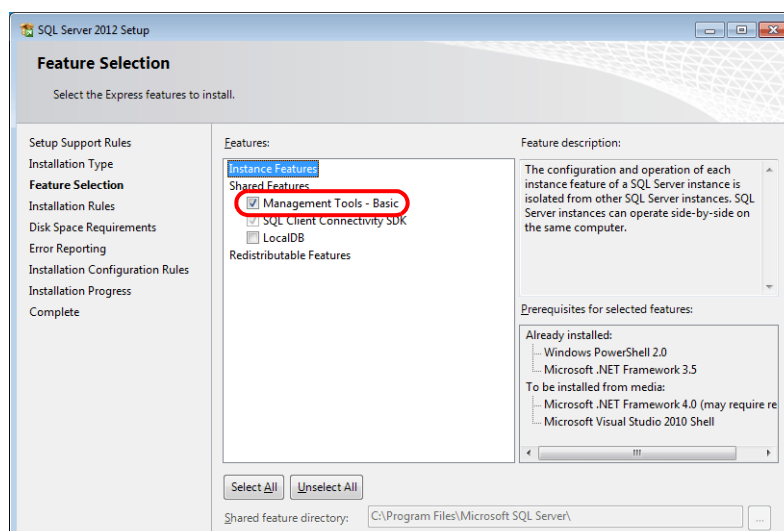 SQL Server 2012 Setup
Feature Selection
Select the Express features to install.
Setup Support Rules
Installation Type
Feature Selection
Installation Rules
Disk Space Requirements
Error Reporting
Installation Configuration Rules
Installation Progress
Complete
Features:
Instance Features
Shared Features
Management Tools - Basic
SQL Client Connectivity SDK
LocalDB
Redistributable Features
Select All
Unselect All
Shared feature directory:
C:\Program Files\Microsoft SQL Server\
...
Feature description:
The configuration and operation of each
instance feature of a SQL Server instance is
isolated from other SQL Server instances. SQL
Server instances can operate side-by-side on
the same computer.
Prerequisites for selected features:
Already installed:
Windows PowerShell 2.0
Microsoft .NET Framework 3.5
To be installed from media:
Microsoft .NET Framework 4.0 (may require re
Microsoft Visual Studio 2010 Shell